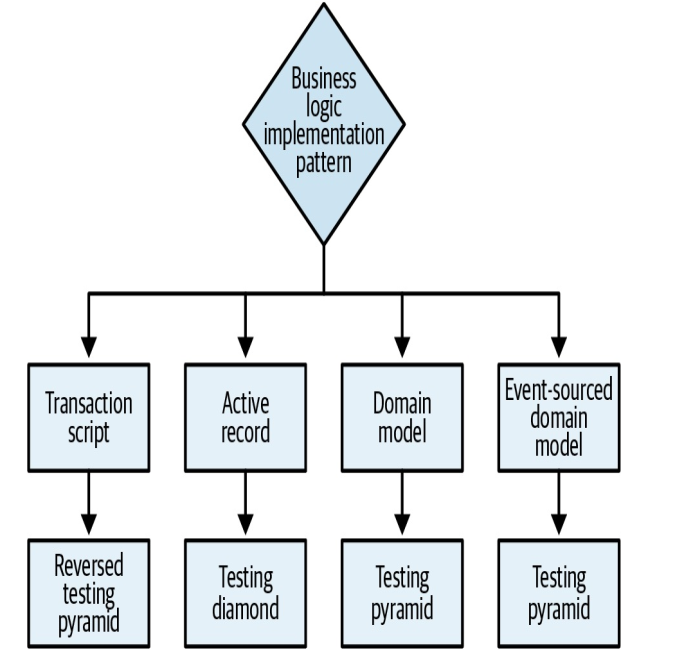 Business
logic
implementation
pattern
Transaction
script
Active
record
Domain
model
Event-sourced
domain
model
Reversed
testing
pyramid
Testing
diamond
Testing
pyramid
Testing
pyramid